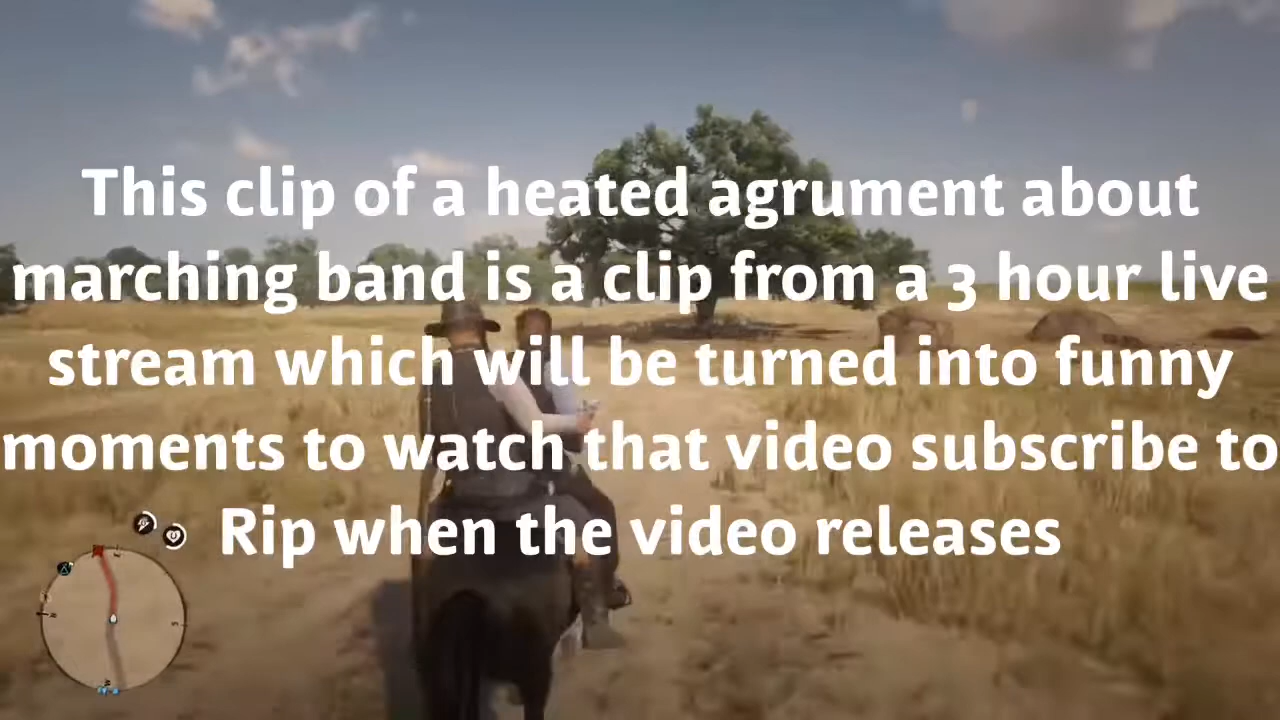 This clip of a heated agrument about
marching band is a clip from a 3 hour live
stream which will be turned into funny
moments to watch that video subscribe to
Rip when the video releases